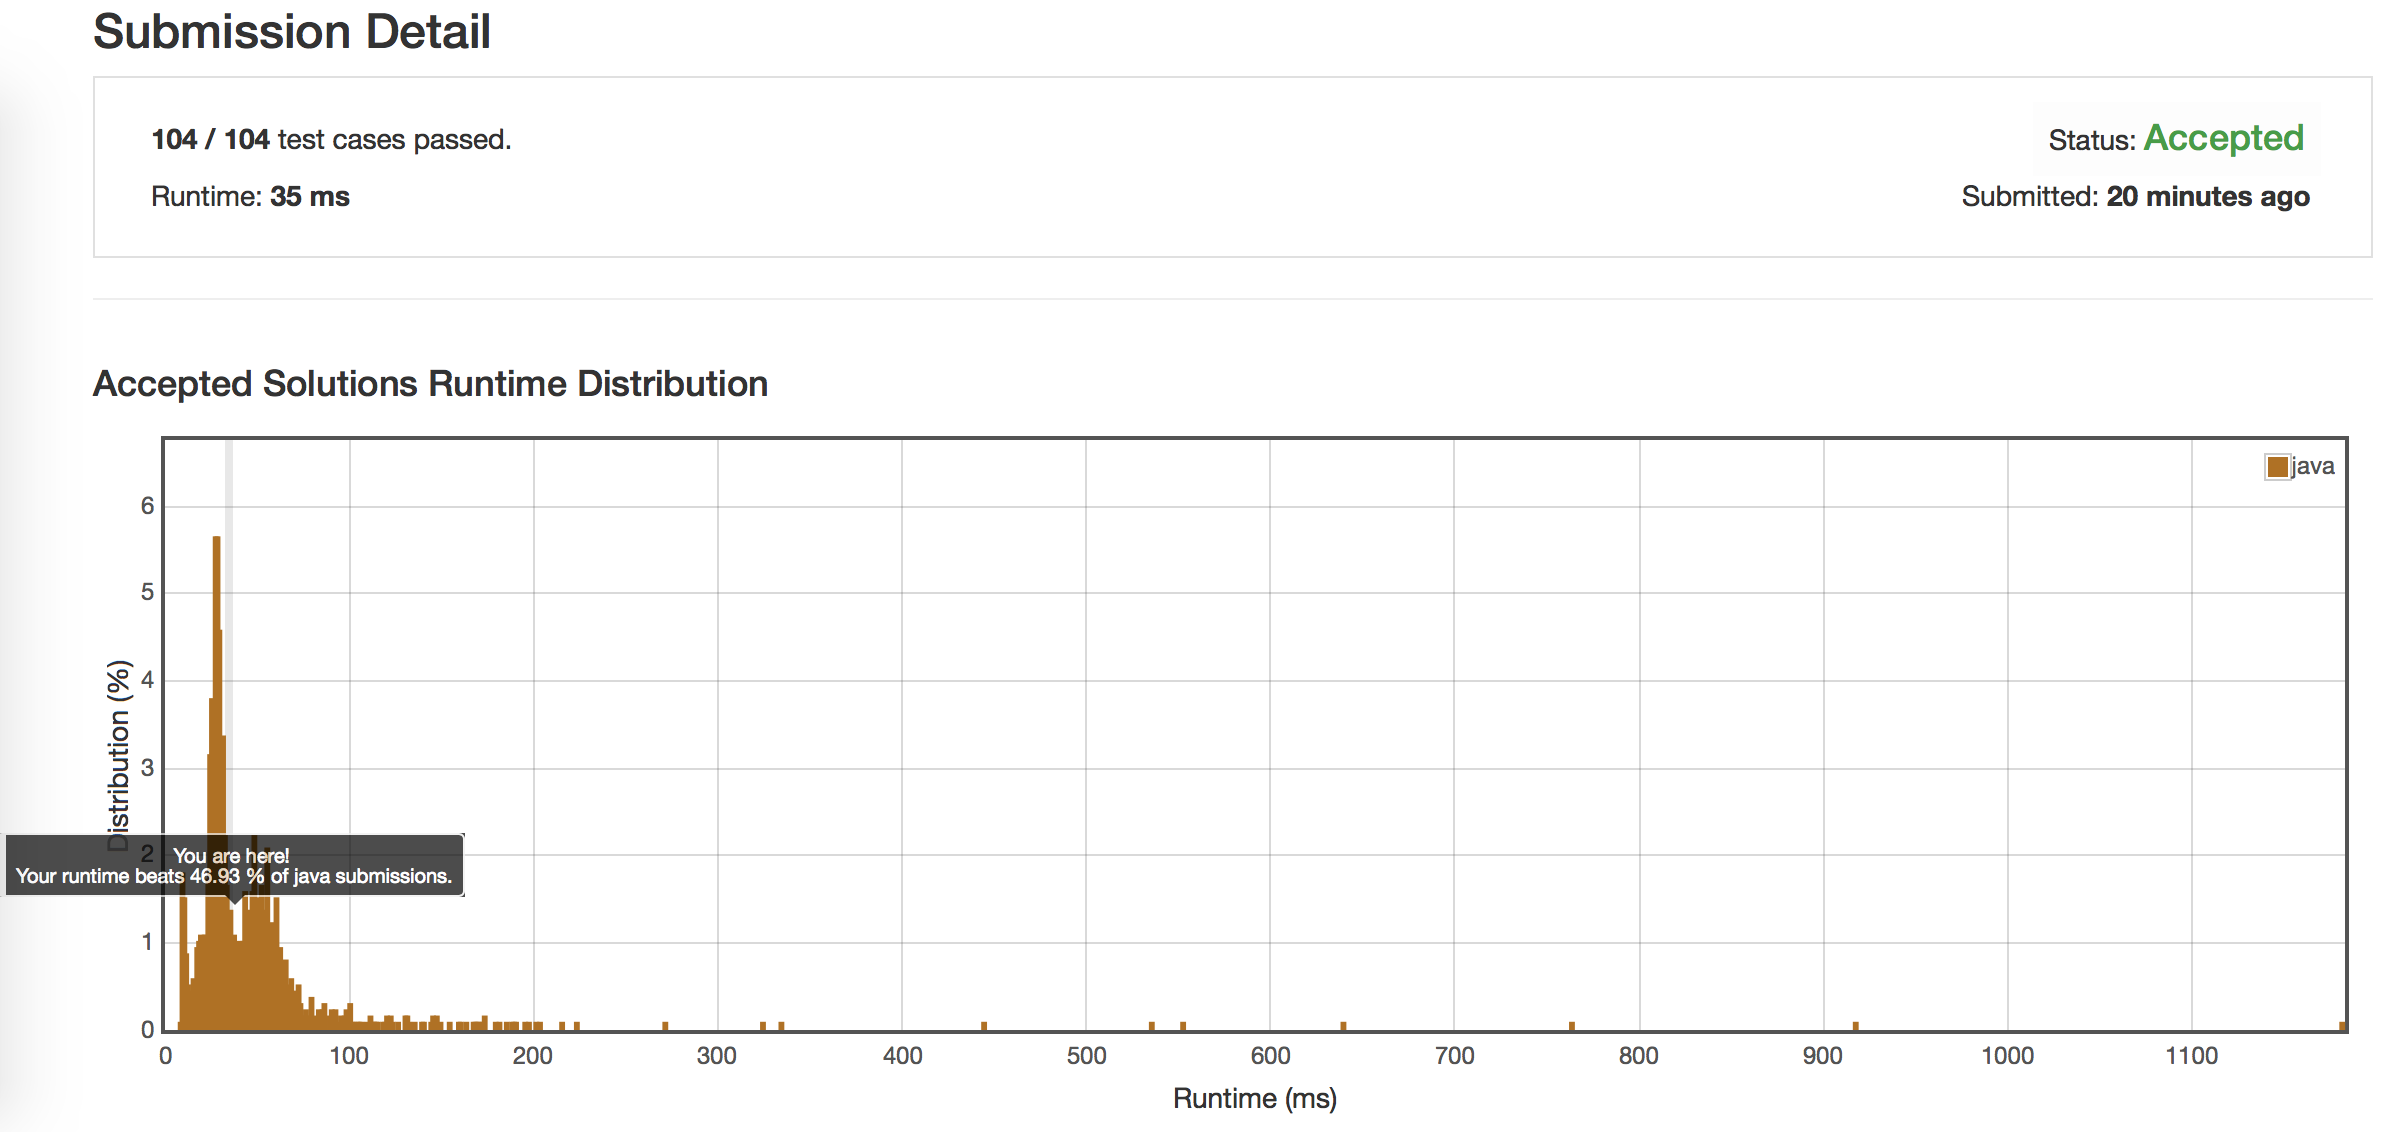 Submission Detail
104 / 104 test cases passed.
Status: Accepted
Runtime: 35 ms
Submitted: 20 minutes ago
Accepted Solutions Runtime Distribution
java
6
5
4
3
2
1
0
Distribution (%)
You are here!
Your runtime beats 46.93 % of java submissions.
0 100 200 300 400 500 600 700 800 900 1000 1100
Runtime (ms)